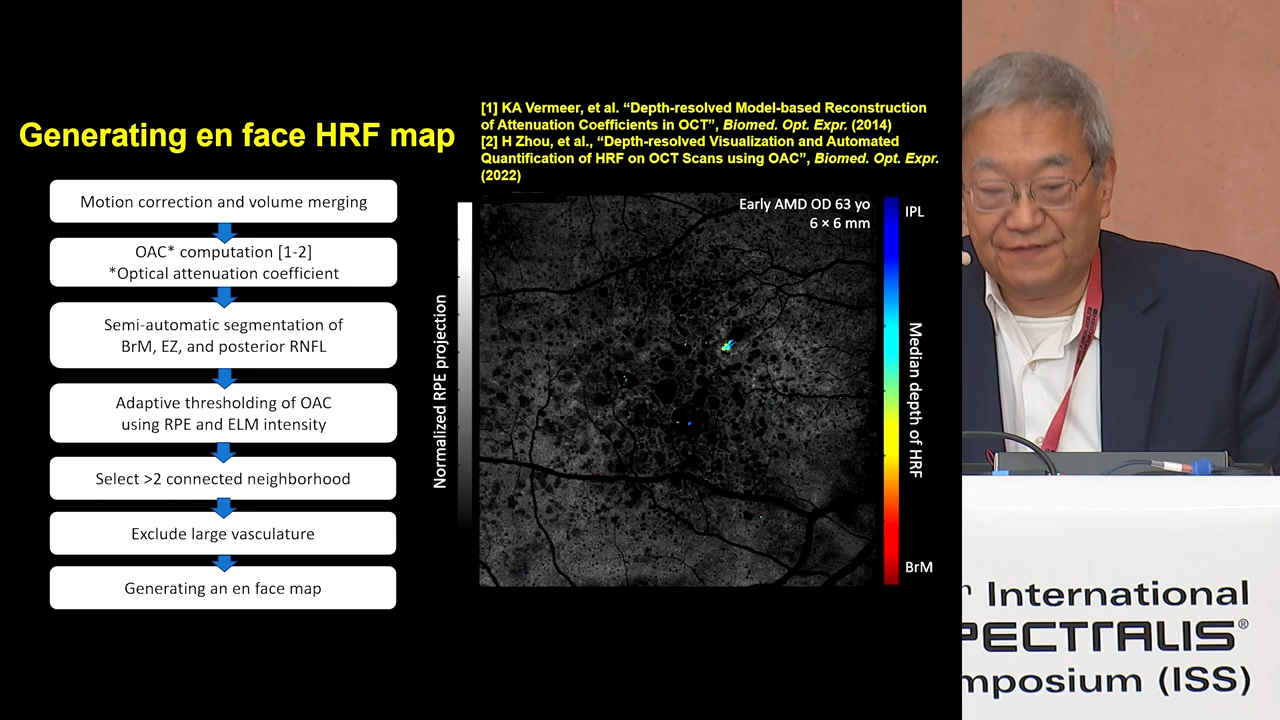 Generating en face HRF map
Motion correction and volume merging
OAC* computation [1-2]
*Optical attenuation coefficient
Semi-automatic segmentation of
BrM, EZ, and posterior RNFL
Adaptive thresholding of OAC
using RPE and ELM intensity
Select >2 connected neighborhood
Exclude large vasculature
Generating an en face map
[1] KA Vermeer, et al. “Depth-resolved Model-based Reconstruction
of Attenuation Coefficients in OCT”, Biomed. Opt. Expr. (2014)
[2] H Zhou, et al., “Depth-resolved Visualization and Automated
Quantification of HRF on OCT Scans using OAC”, Biomed. Opt. Expr.
(2022)
Early AMD OD 63 yo
6 × 6 mm
Normalized RPE projection
IPL
Median depth of HRF
BrM
International
PECTRALIS®
mposium (ISS)